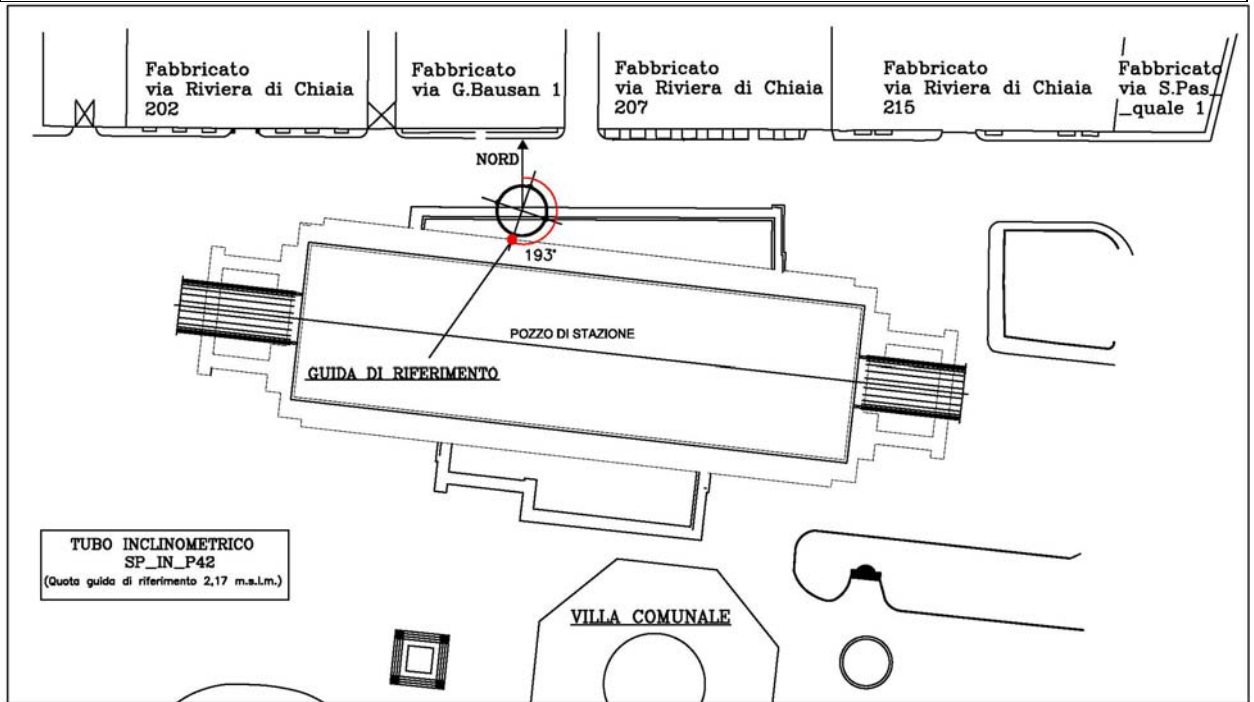 Fabbricato
via Riviera di Chiaia
202
Fabbricato
via G.Bausan 1
Fabbricato
via Riviera di Chiaia
207
Fabbricato
via Riviera di Chiaia
215
Fabbricato
via S.Pas_
_quale 1
NORD
193°
POZZO DI STAZIONE
GUIDA DI RIFERIMENTO
TUBO INCLINOMETRICO
SP_IN_P42
(Quota guida di riferimento 2,17 m.s.l.m.)
VILLA COMUNALE